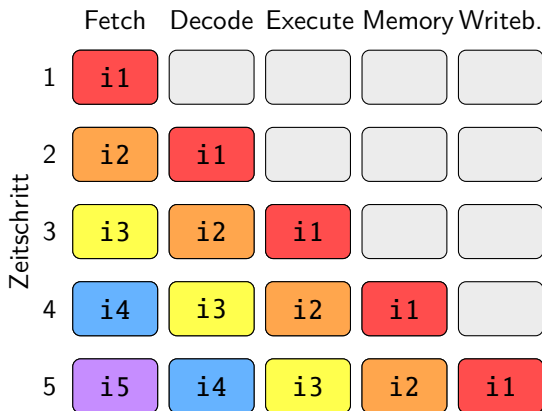 Fetch Decode Execute Memory Writeb.
1 i1
2 i2 i1
3 i3 i2 i1
4 i4 i3 i2 i1
5 i5 i4 i3 i2 i1
Zeitschritt